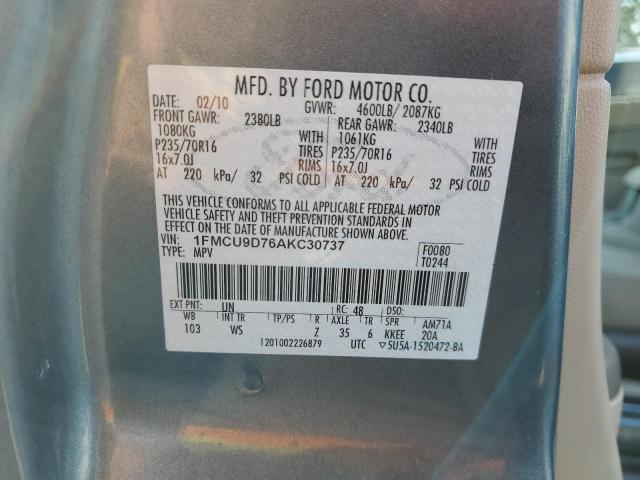 MFD. BY FORD MOTOR CO.
DATE: 02/10 GVWR: 4600LB/ 2087KG
FRONT GAWR: 2380LB REAR GAWR: 2340LB
1080KG WITH 1061KG WITH
P235/70R16 TIRES P235/70R16 TIRES
16x7.0J RIMS 16x7.0J RIMS
AT 220 kPa/ 32 PSI COLD AT 220 kPa/ 32 PSI COLD
THIS VEHICLE CONFORMS TO ALL APPLICABLE FEDERAL MOTOR
VEHICLE SAFETY AND THEFT PREVENTION STANDARDS IN
EFFECT ON THE DATE OF MANUFACTURE SHOWN ABOVE.
VIN: 1FMCU9D76AKC30737 F0080
TYPE: MPV T0244
EXT PNT: UN RC: 48 DSO:
WB INT TR TP/PS R AXLE TR SPR AM71A
103 WS Z 35 6 KKEE 20A
1201002226879 UTC ▽5U5A-1520472-BA